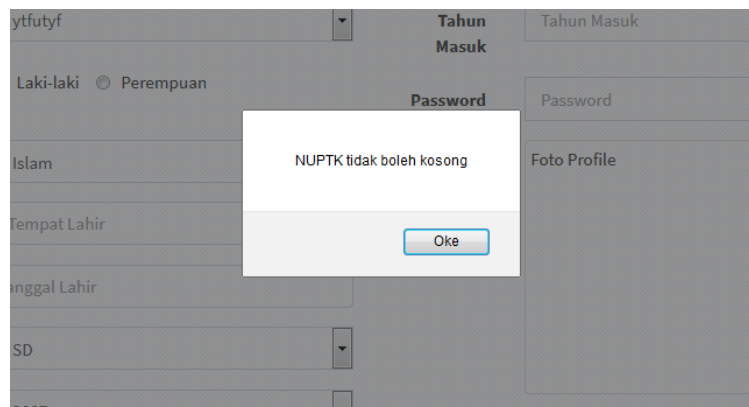 ytfutyf
Tahun Masuk
Tahun Masuk
Laki-laki Perempuan
Password
Password
NUPTK tidak boleh kosong
Islam
Foto Profile
Tempat Lahir
Oke
anggal Lahir
SD